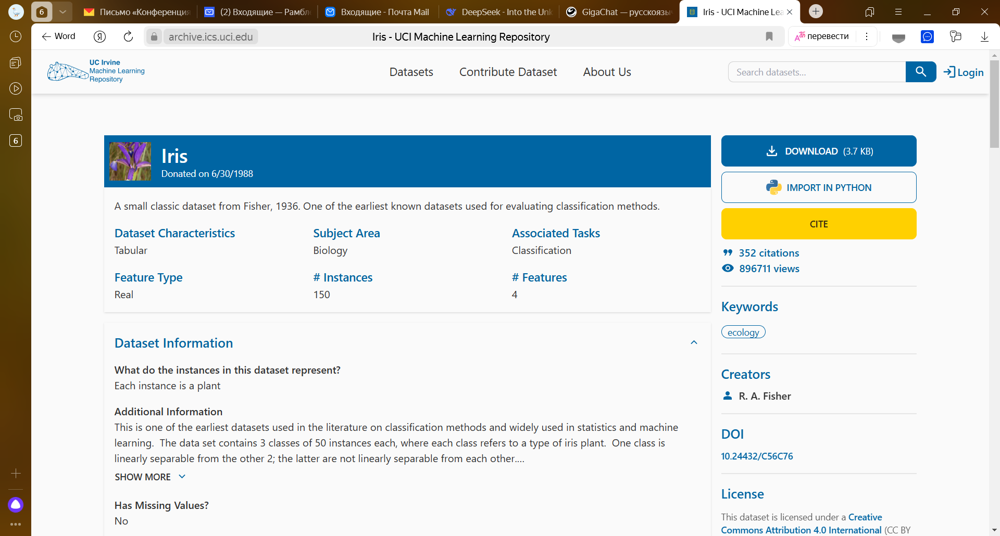 6
Письмо «Конференция
(2) Входящие — Рамбл
Входящие - Почта Mail
DeepSeek - Into the Unk
GigaChat — русскоязы
Iris - UCI Machine Lea
Word
Я
archive.ics.uci.edu
Iris - UCI Machine Learning Repository
перевести
6
UC Irvine
Machine Learning
Repository
Datasets
Contribute Dataset
About Us
Search datasets...
Login
Iris
Donated on 6/30/1988
A small classic dataset from Fisher, 1936. One of the earliest known datasets used for evaluating classification methods.
Dataset Characteristics
Tabular
Subject Area
Biology
Associated Tasks
Classification
Feature Type
Real
# Instances
150
# Features
4
Dataset Information
What do the instances in this dataset represent?
Each instance is a plant
Additional Information
This is one of the earliest datasets used in the literature on classification methods and widely used in statistics and machine
learning.  The data set contains 3 classes of 50 instances each, where each class refers to a type of iris plant.  One class is
linearly separable from the other 2; the latter are not linearly separable from each other....
SHOW MORE
Has Missing Values?
No
DOWNLOAD (3.7 KB)
IMPORT IN PYTHON
CITE
352 citations
896711 views
Keywords
ecology
Creators
R. A. Fisher
DOI
10.24432/C56C76
License
This dataset is licensed under a Creative
Commons Attribution 4.0 International (CC BY